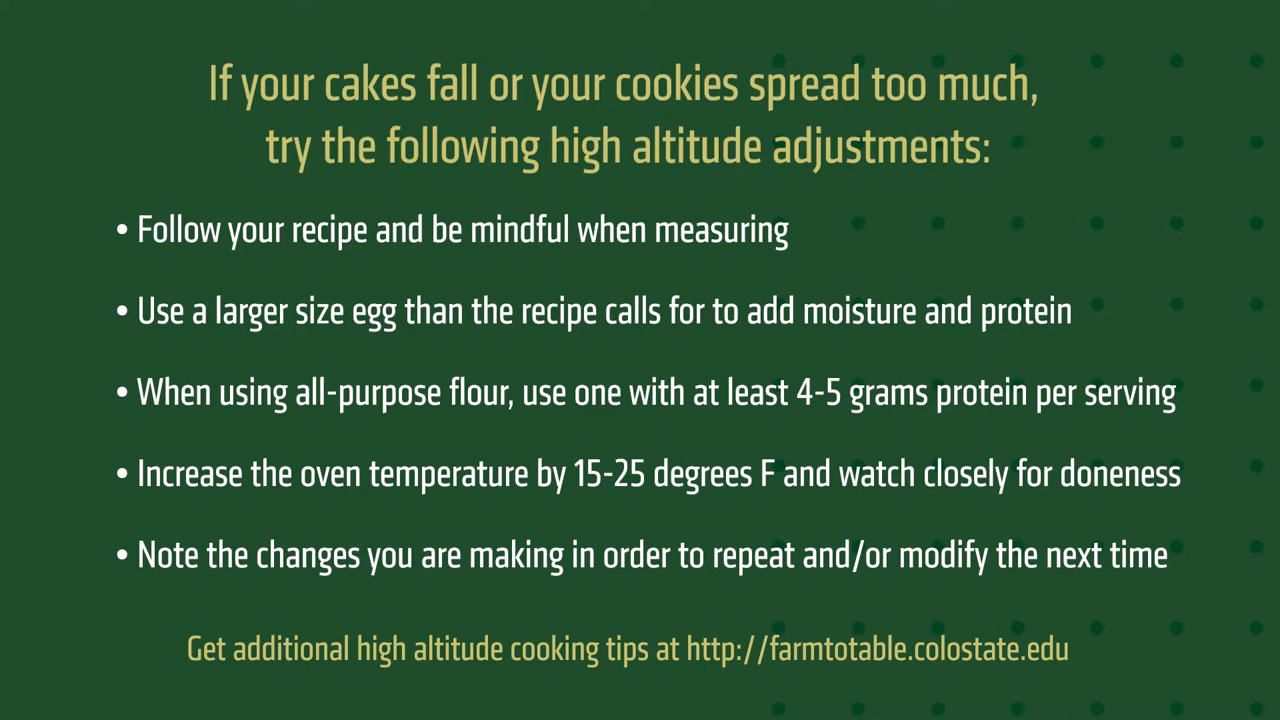 If your cakes fall or your cookies spread too much,
try the following high altitude adjustments:
• Follow your recipe and be mindful when measuring
• Use a larger size egg than the recipe calls for to add moisture and protein
• When using all-purpose flour, use one with at least 4-5 grams protein per serving
• Increase the oven temperature by 15-25 degrees F and watch closely for doneness
• Note the changes you are making in order to repeat and/or modify the next time
Get additional high altitude cooking tips at http://farmtotable.colostate.edu